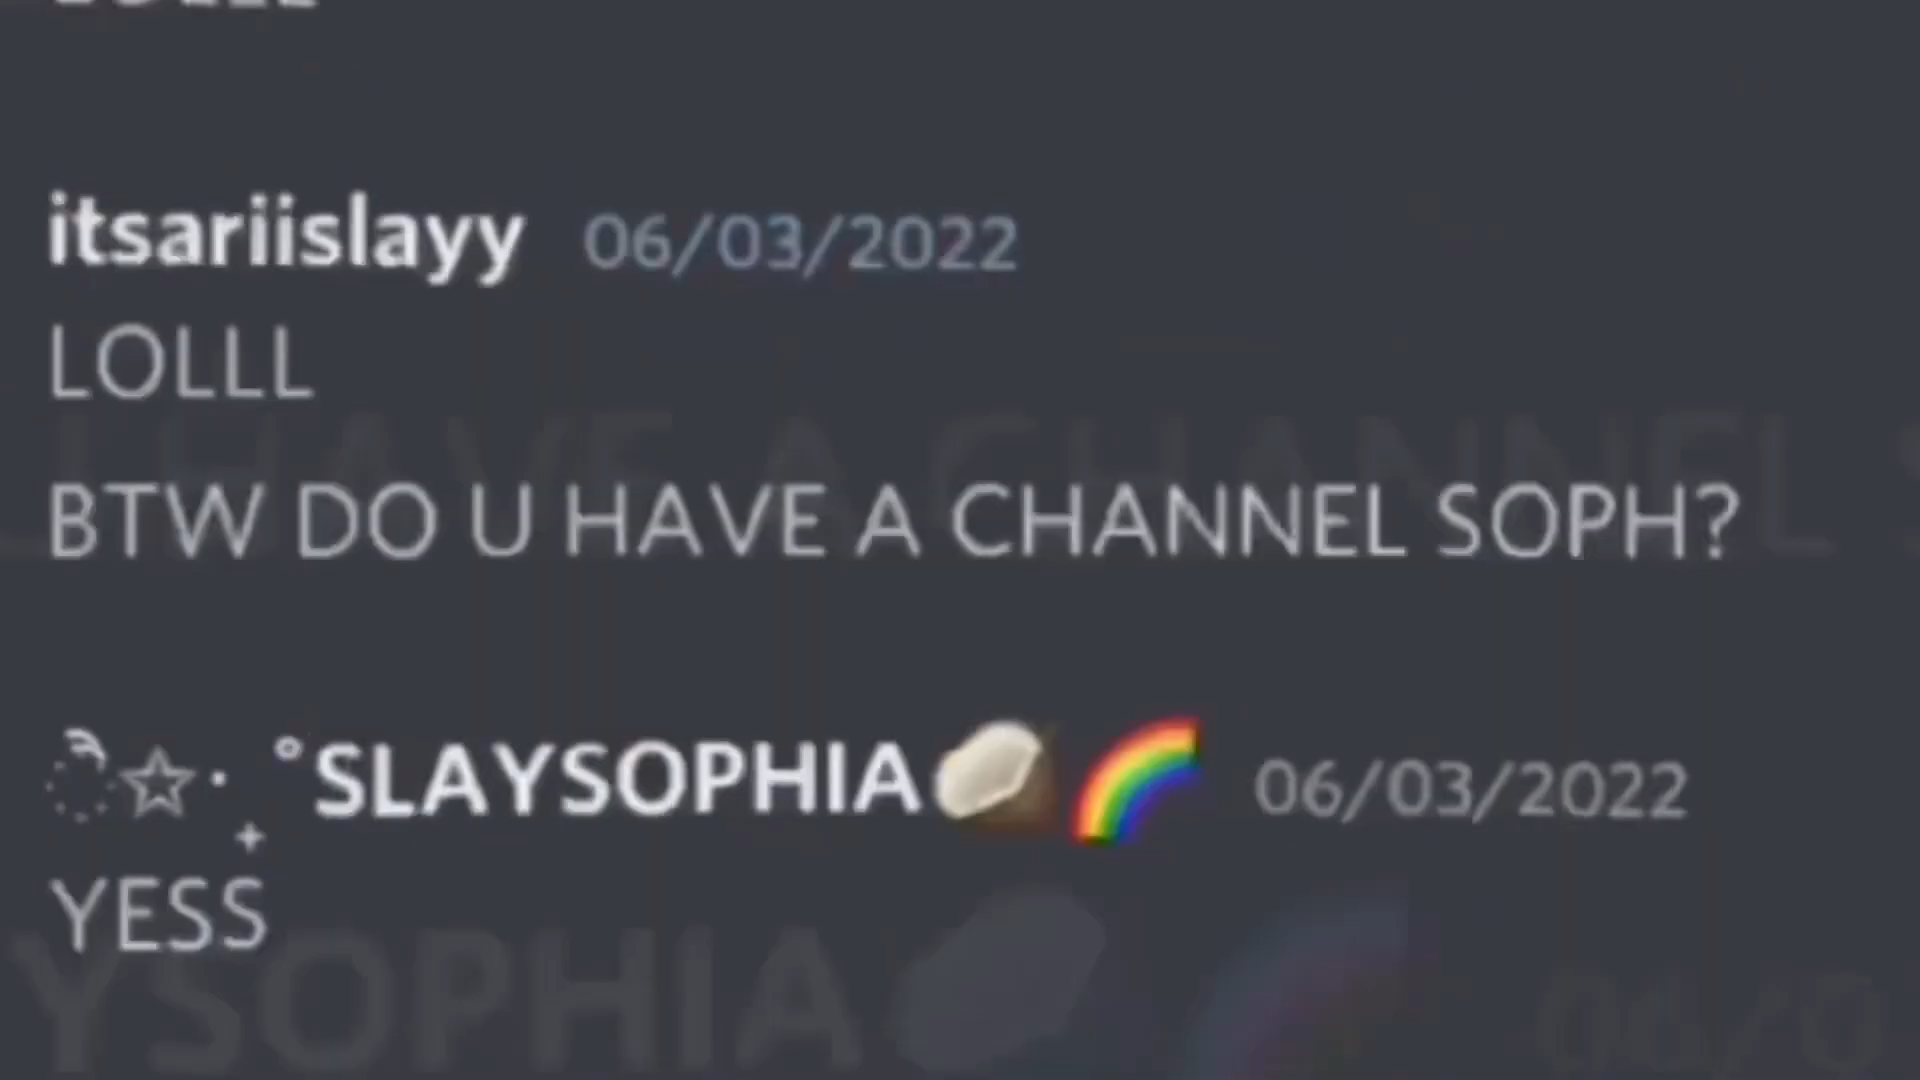 itsariislayy 06/03/2022
LOLLL
BTW DO U HAVE A CHANNEL SOPH?
☆· ˚SLAYSOPHIA🌈 06/03/2022
YESS